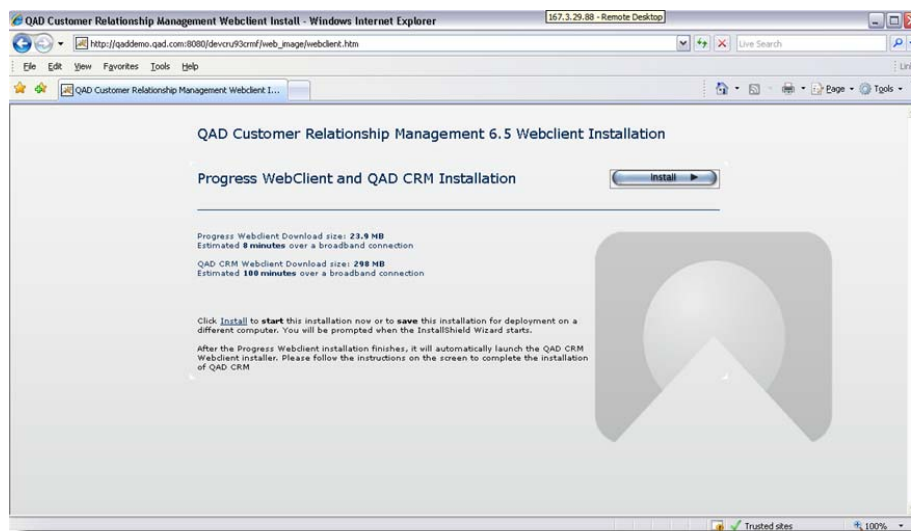 QAD Customer Relationship Management Webclient Install - Windows Internet Explorer
167.3.29.88 - Remote Desktop
http://qaddemo.qad.com:8080/devcru93crmf/web_image/webclient.htm
Live Search
File Edit View Favorites Tools Help
QAD Customer Relationship Management Webclient I...
Page
Tools
QAD Customer Relationship Management 6.5 Webclient Installation
Progress WebClient and QAD CRM Installation
Install
Progress Webclient Download size: 23.9 MB
Estimated 8 minutes over a broadband connection
QAD CRM Webclient Download size: 298 MB
Estimated 100 minutes over a broadband connection
Click Install to start this installation now or to save this installation for deployment on a
different computer. You will be prompted when the InstallShield Wizard starts.
After the Progress Webclient installation finishes, it will automatically launch the QAD CRM
Webclient installer. Please follow the instructions on the screen to complete the installation
of QAD CRM
Trusted sites
100%